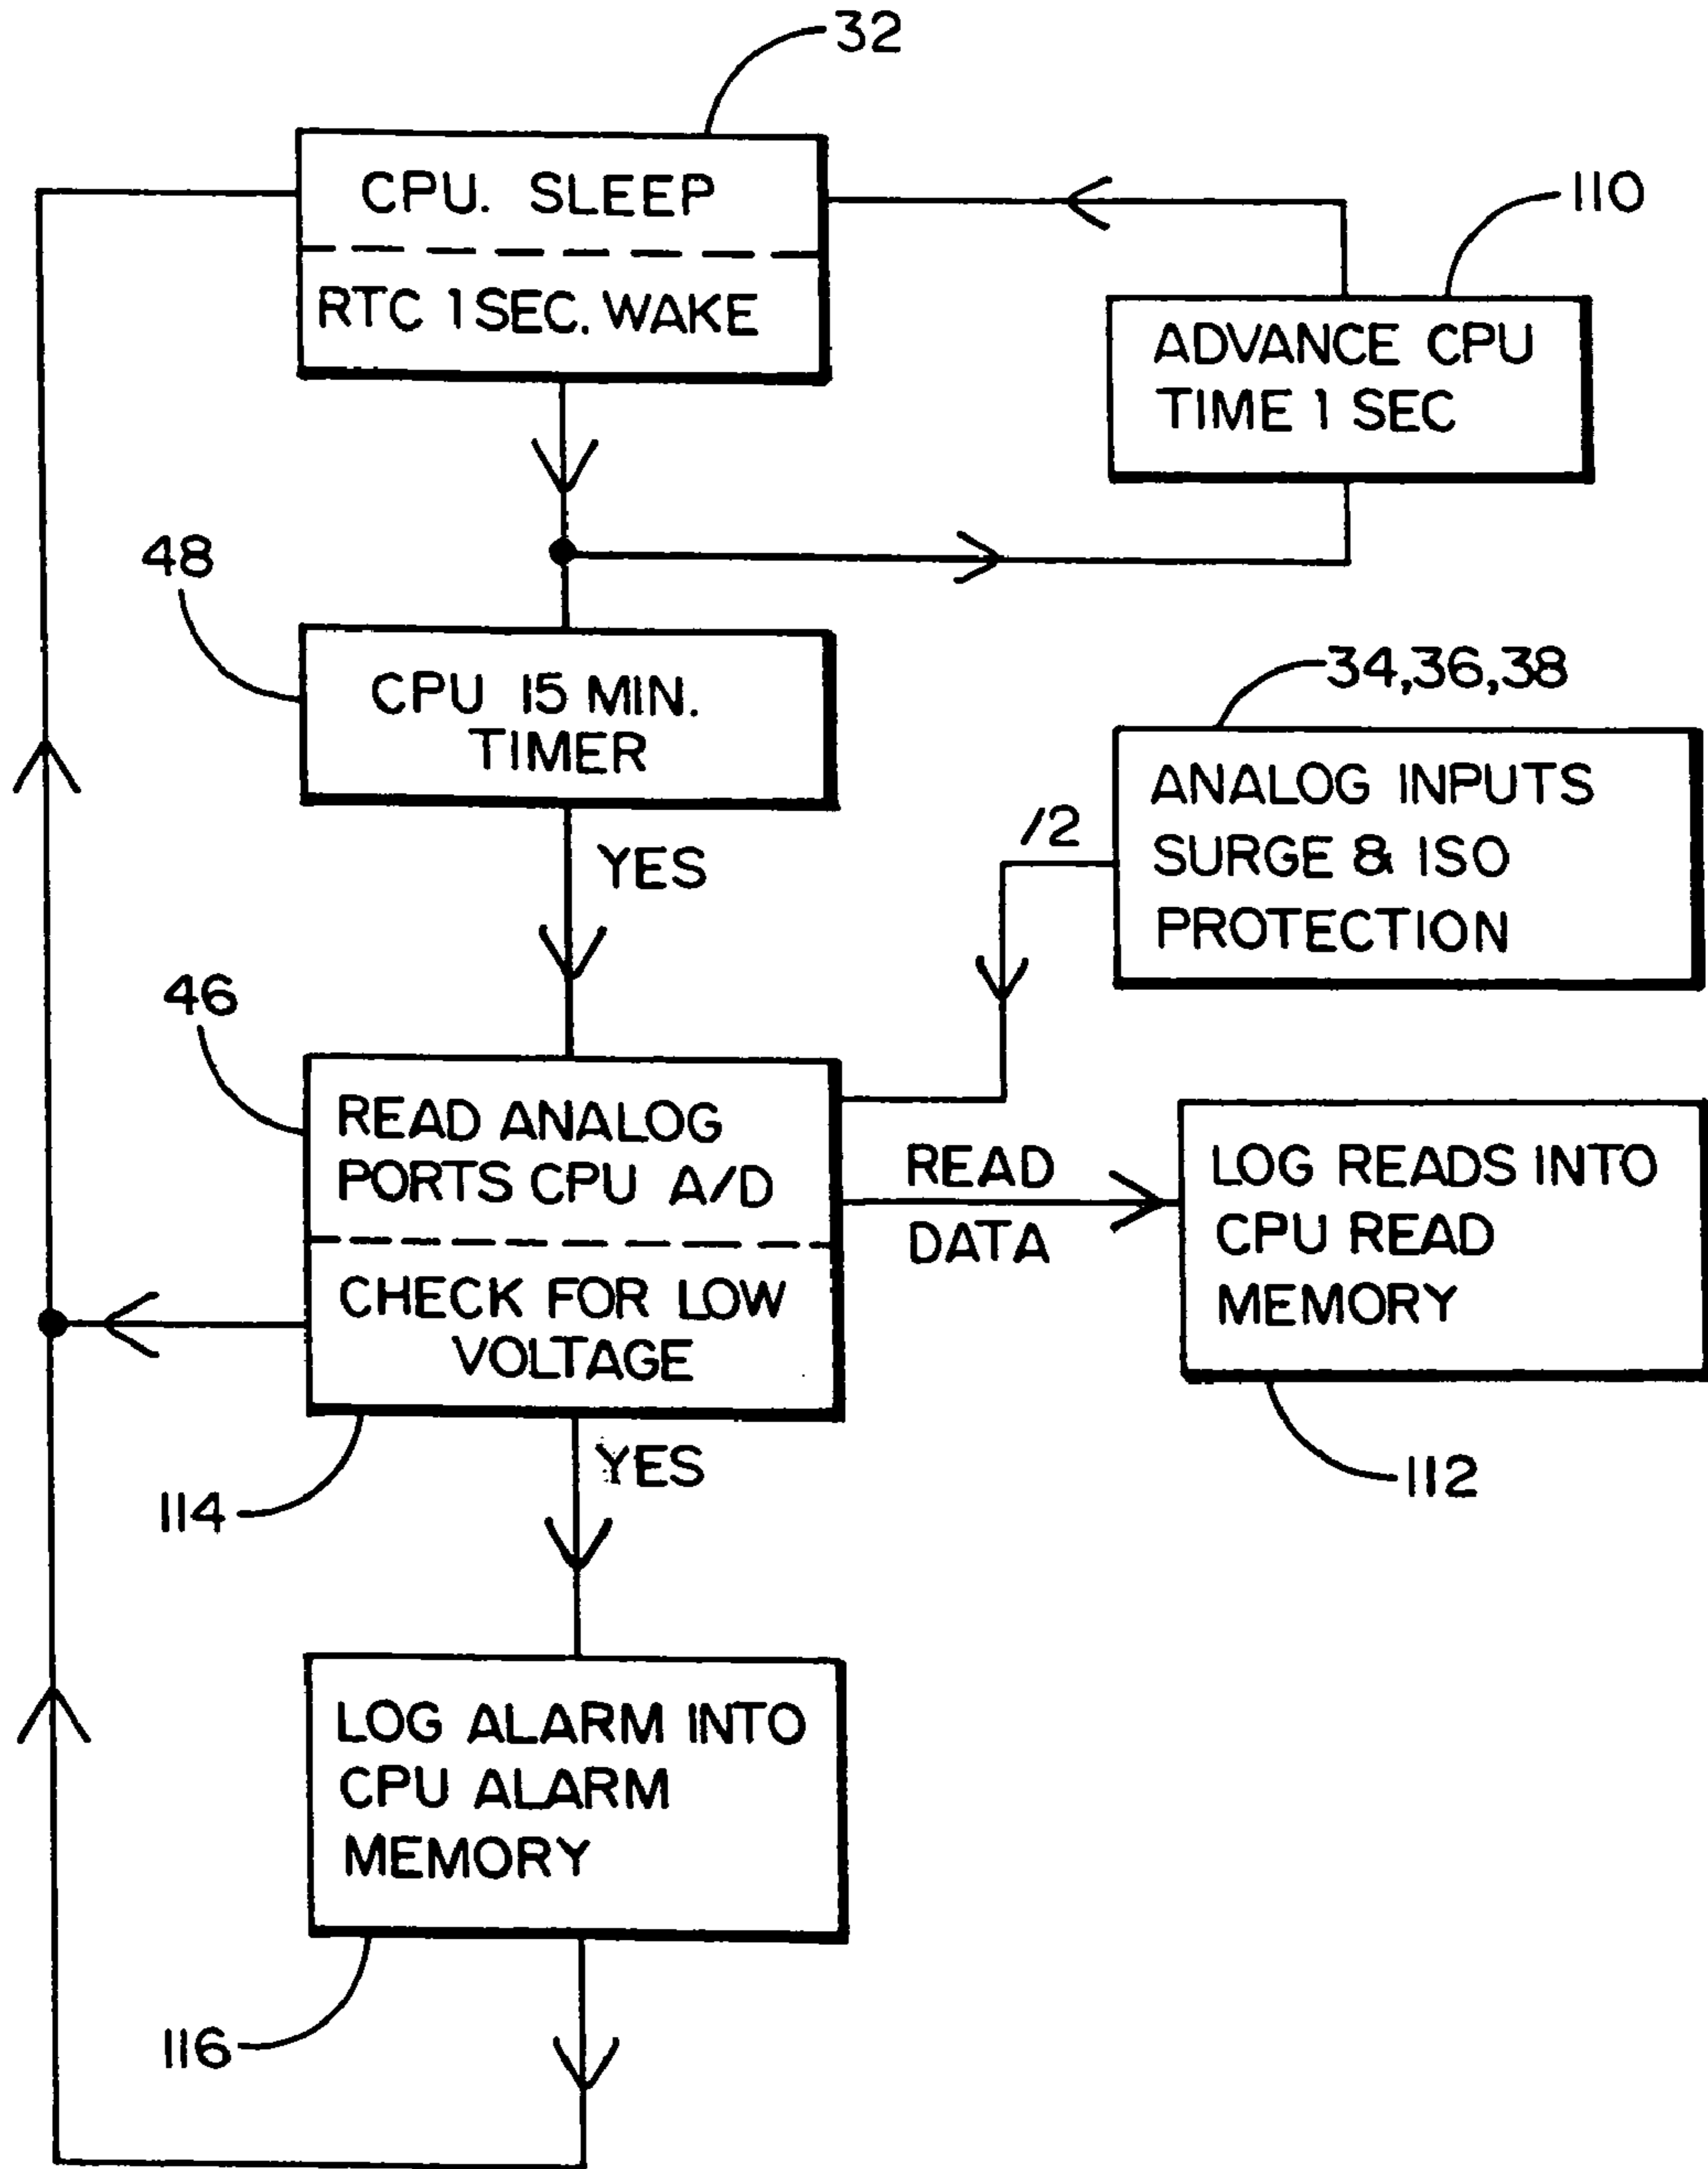 32
CPU. SLEEP
RTC 1 SEC. WAKE
110
ADVANCE CPU
TIME 1 SEC
48
CPU 15 MIN.
TIMER
34,36,38
ANALOG INPUTS
SURGE & ISO
PROTECTION
/2
YES
46
READ ANALOG
PORTS CPU A/D
CHECK FOR LOW
VOLTAGE
READ
DATA
LOG READS INTO
CPU READ
MEMORY
114
YES
112
LOG ALARM INTO
CPU ALARM
MEMORY
116